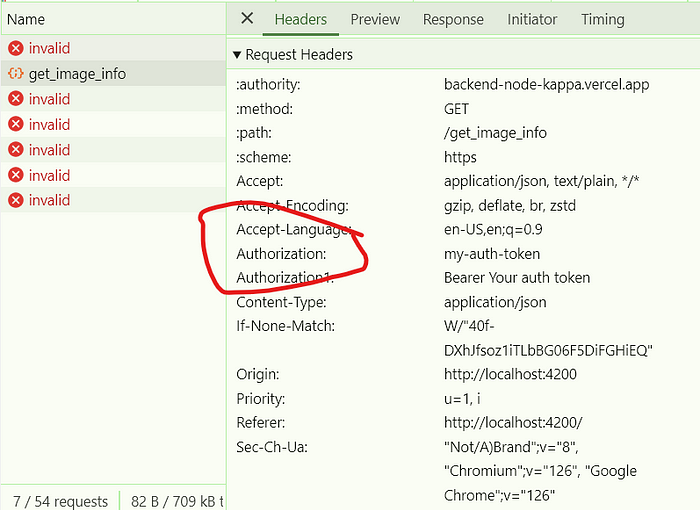 Name
× Headers Preview Response Initiator Timing
invalid
get_image_info
invalid
invalid
invalid
invalid
invalid
7 / 54 requests 82 B / 709 kB t
▼ Request Headers
:authority: backend-node-kappa.vercel.app
:method: GET
:path: /get_image_info
:scheme: https
Accept: application/json, text/plain, */*
Accept-Encoding: gzip, deflate, br, zstd
Accept-Language: en-US,en;q=0.9
Authorization: my-auth-token
Authorization1: Bearer Your auth token
Content-Type: application/json
If-None-Match: W/"40f-
DXhJfsoz1iTLbBG06F5DiFGHiEQ"
Origin: http://localhost:4200
Priority: u=1, i
Referer: http://localhost:4200/
Sec-Ch-Ua: "Not/A)Brand";v="8",
"Chromium";v="126", "Google
Chrome";v="126"